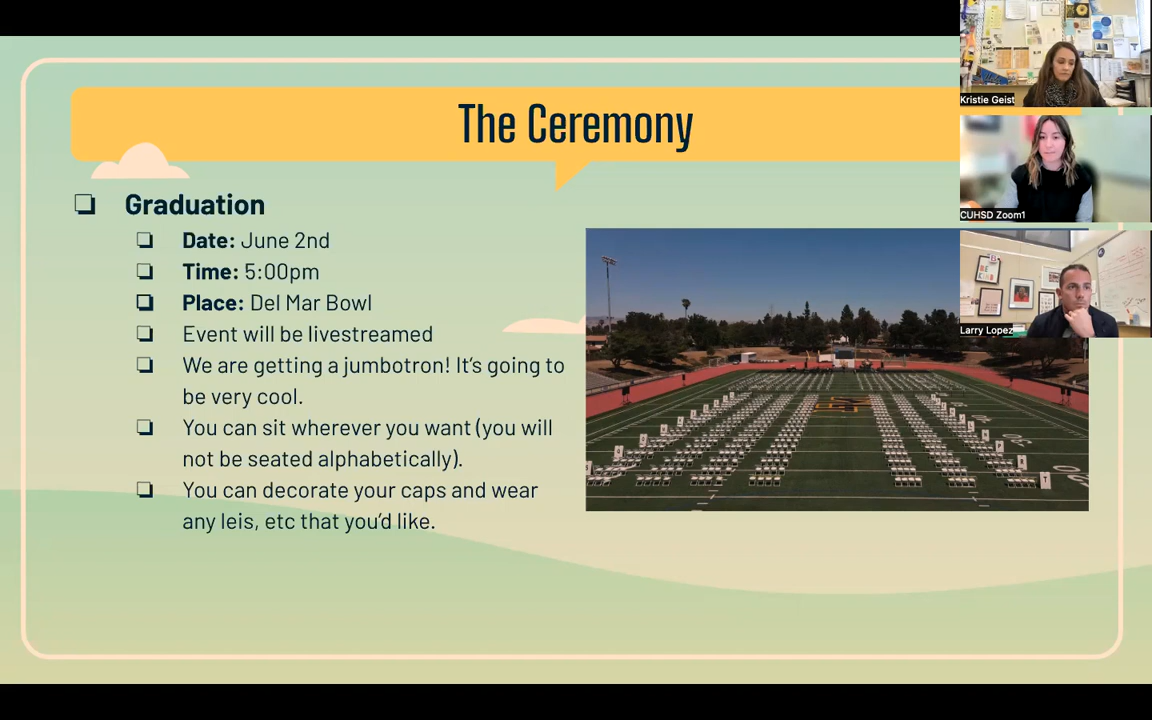 The Ceremony
Graduation
Date: June 2nd
Time: 5:00pm
Place: Del Mar Bowl
Event will be livestreamed
We are getting a jumbotron! It's going to
be very cool.
You can sit wherever you want (you will
not be seated alphabetically).
You can decorate your caps and wear
any leis, etc that you'd like.
Kristie Geist
CUHSD Zoom1
Larry Lopez